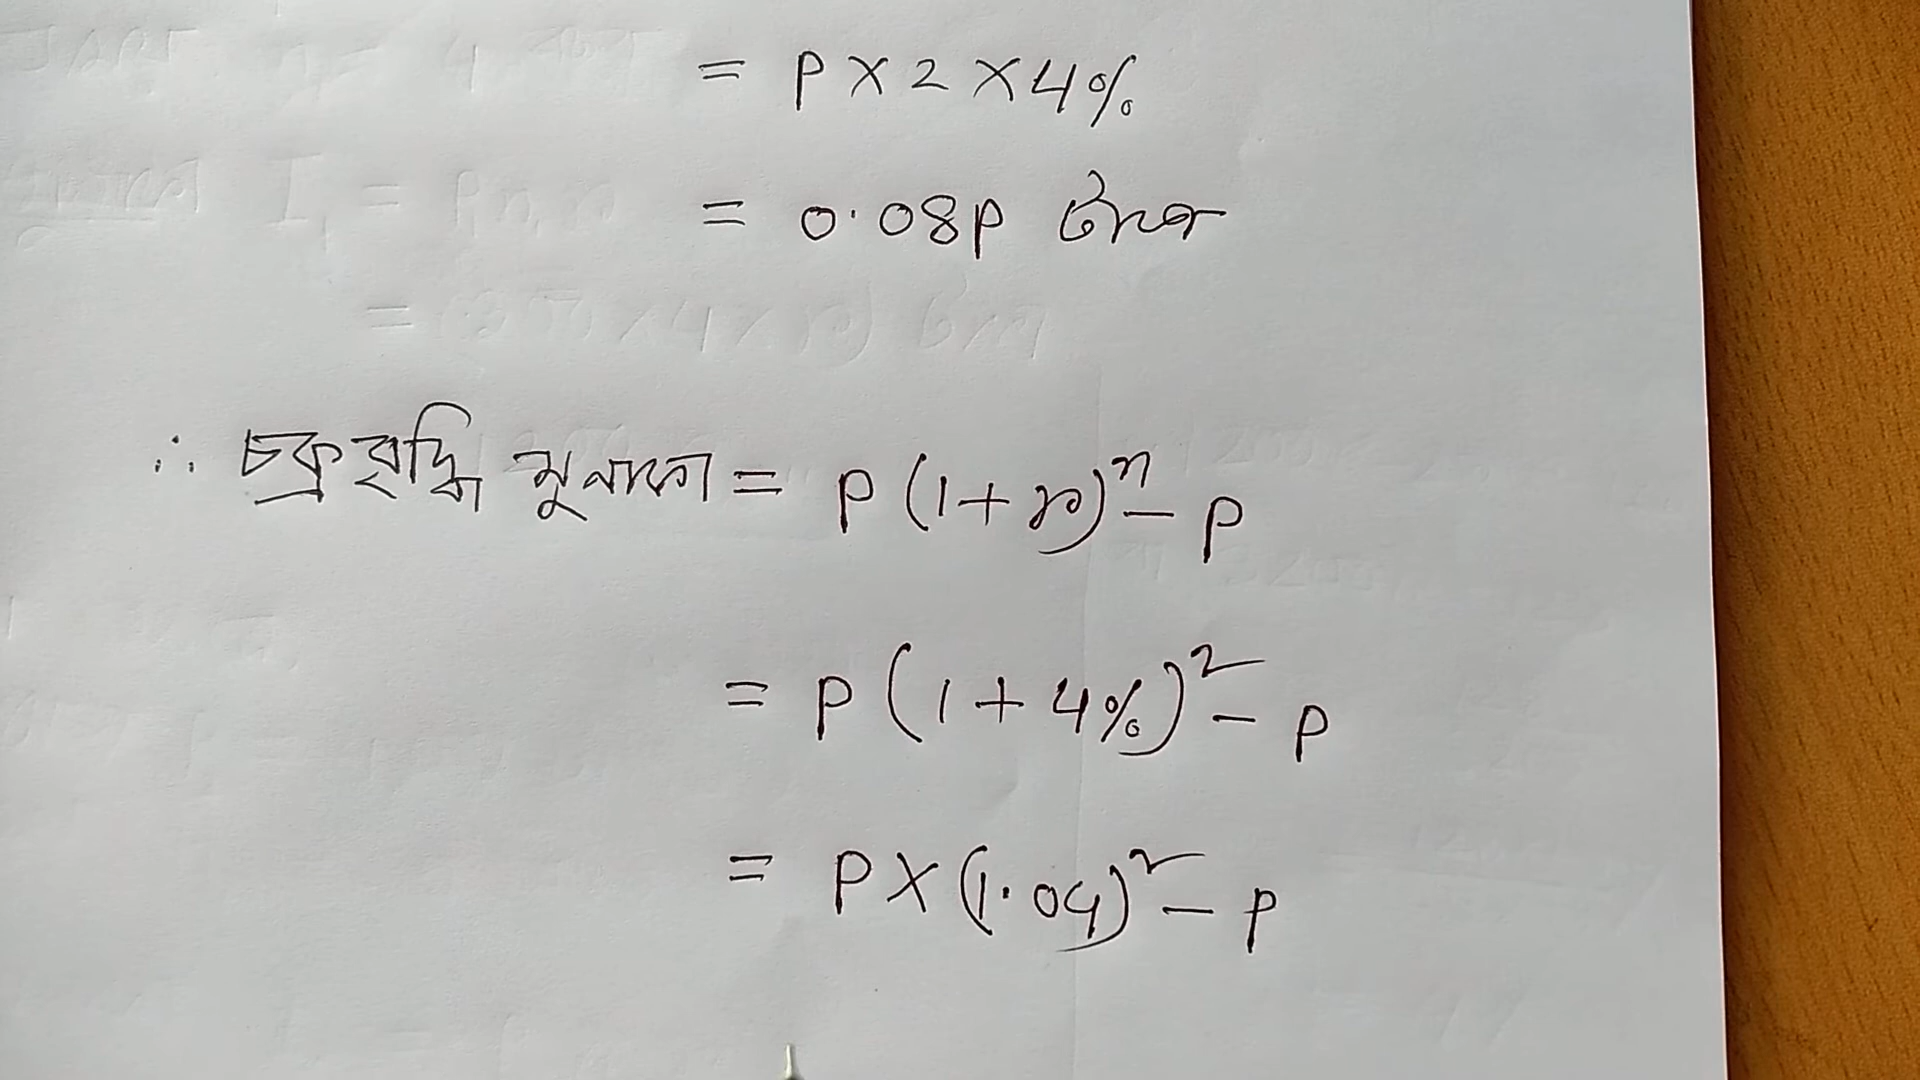 = P × 2 × 4%
= 0.08P টাকা
∴ চক্রবৃদ্ধি মুনাফা = P (1 + r)ⁿ - P
= P (1 + 4%)² - P
= P × (1.04)² - P